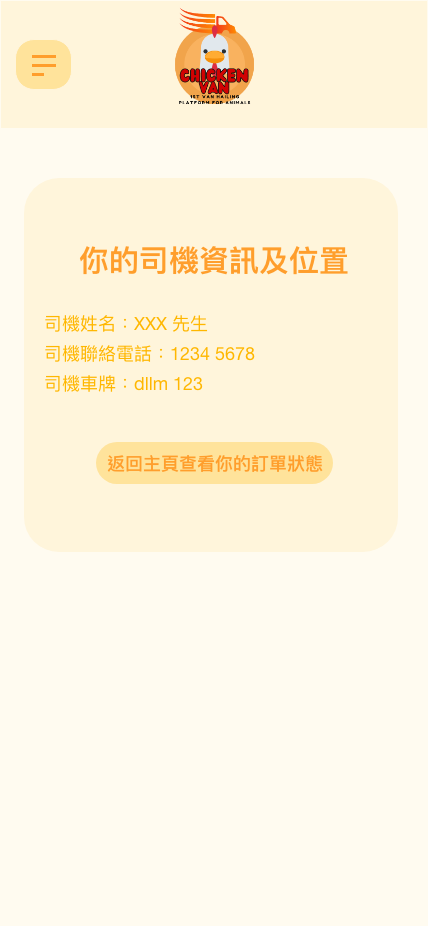 CHICKEN
VAN
1ST VAN HAILING
PLATFORM FOR ANIMALS
你的司機資訊及位置
司機姓名：XXX 先生
司機聯絡電話：1234 5678
司機車牌：dllm 123
返回主頁查看你的訂單狀態